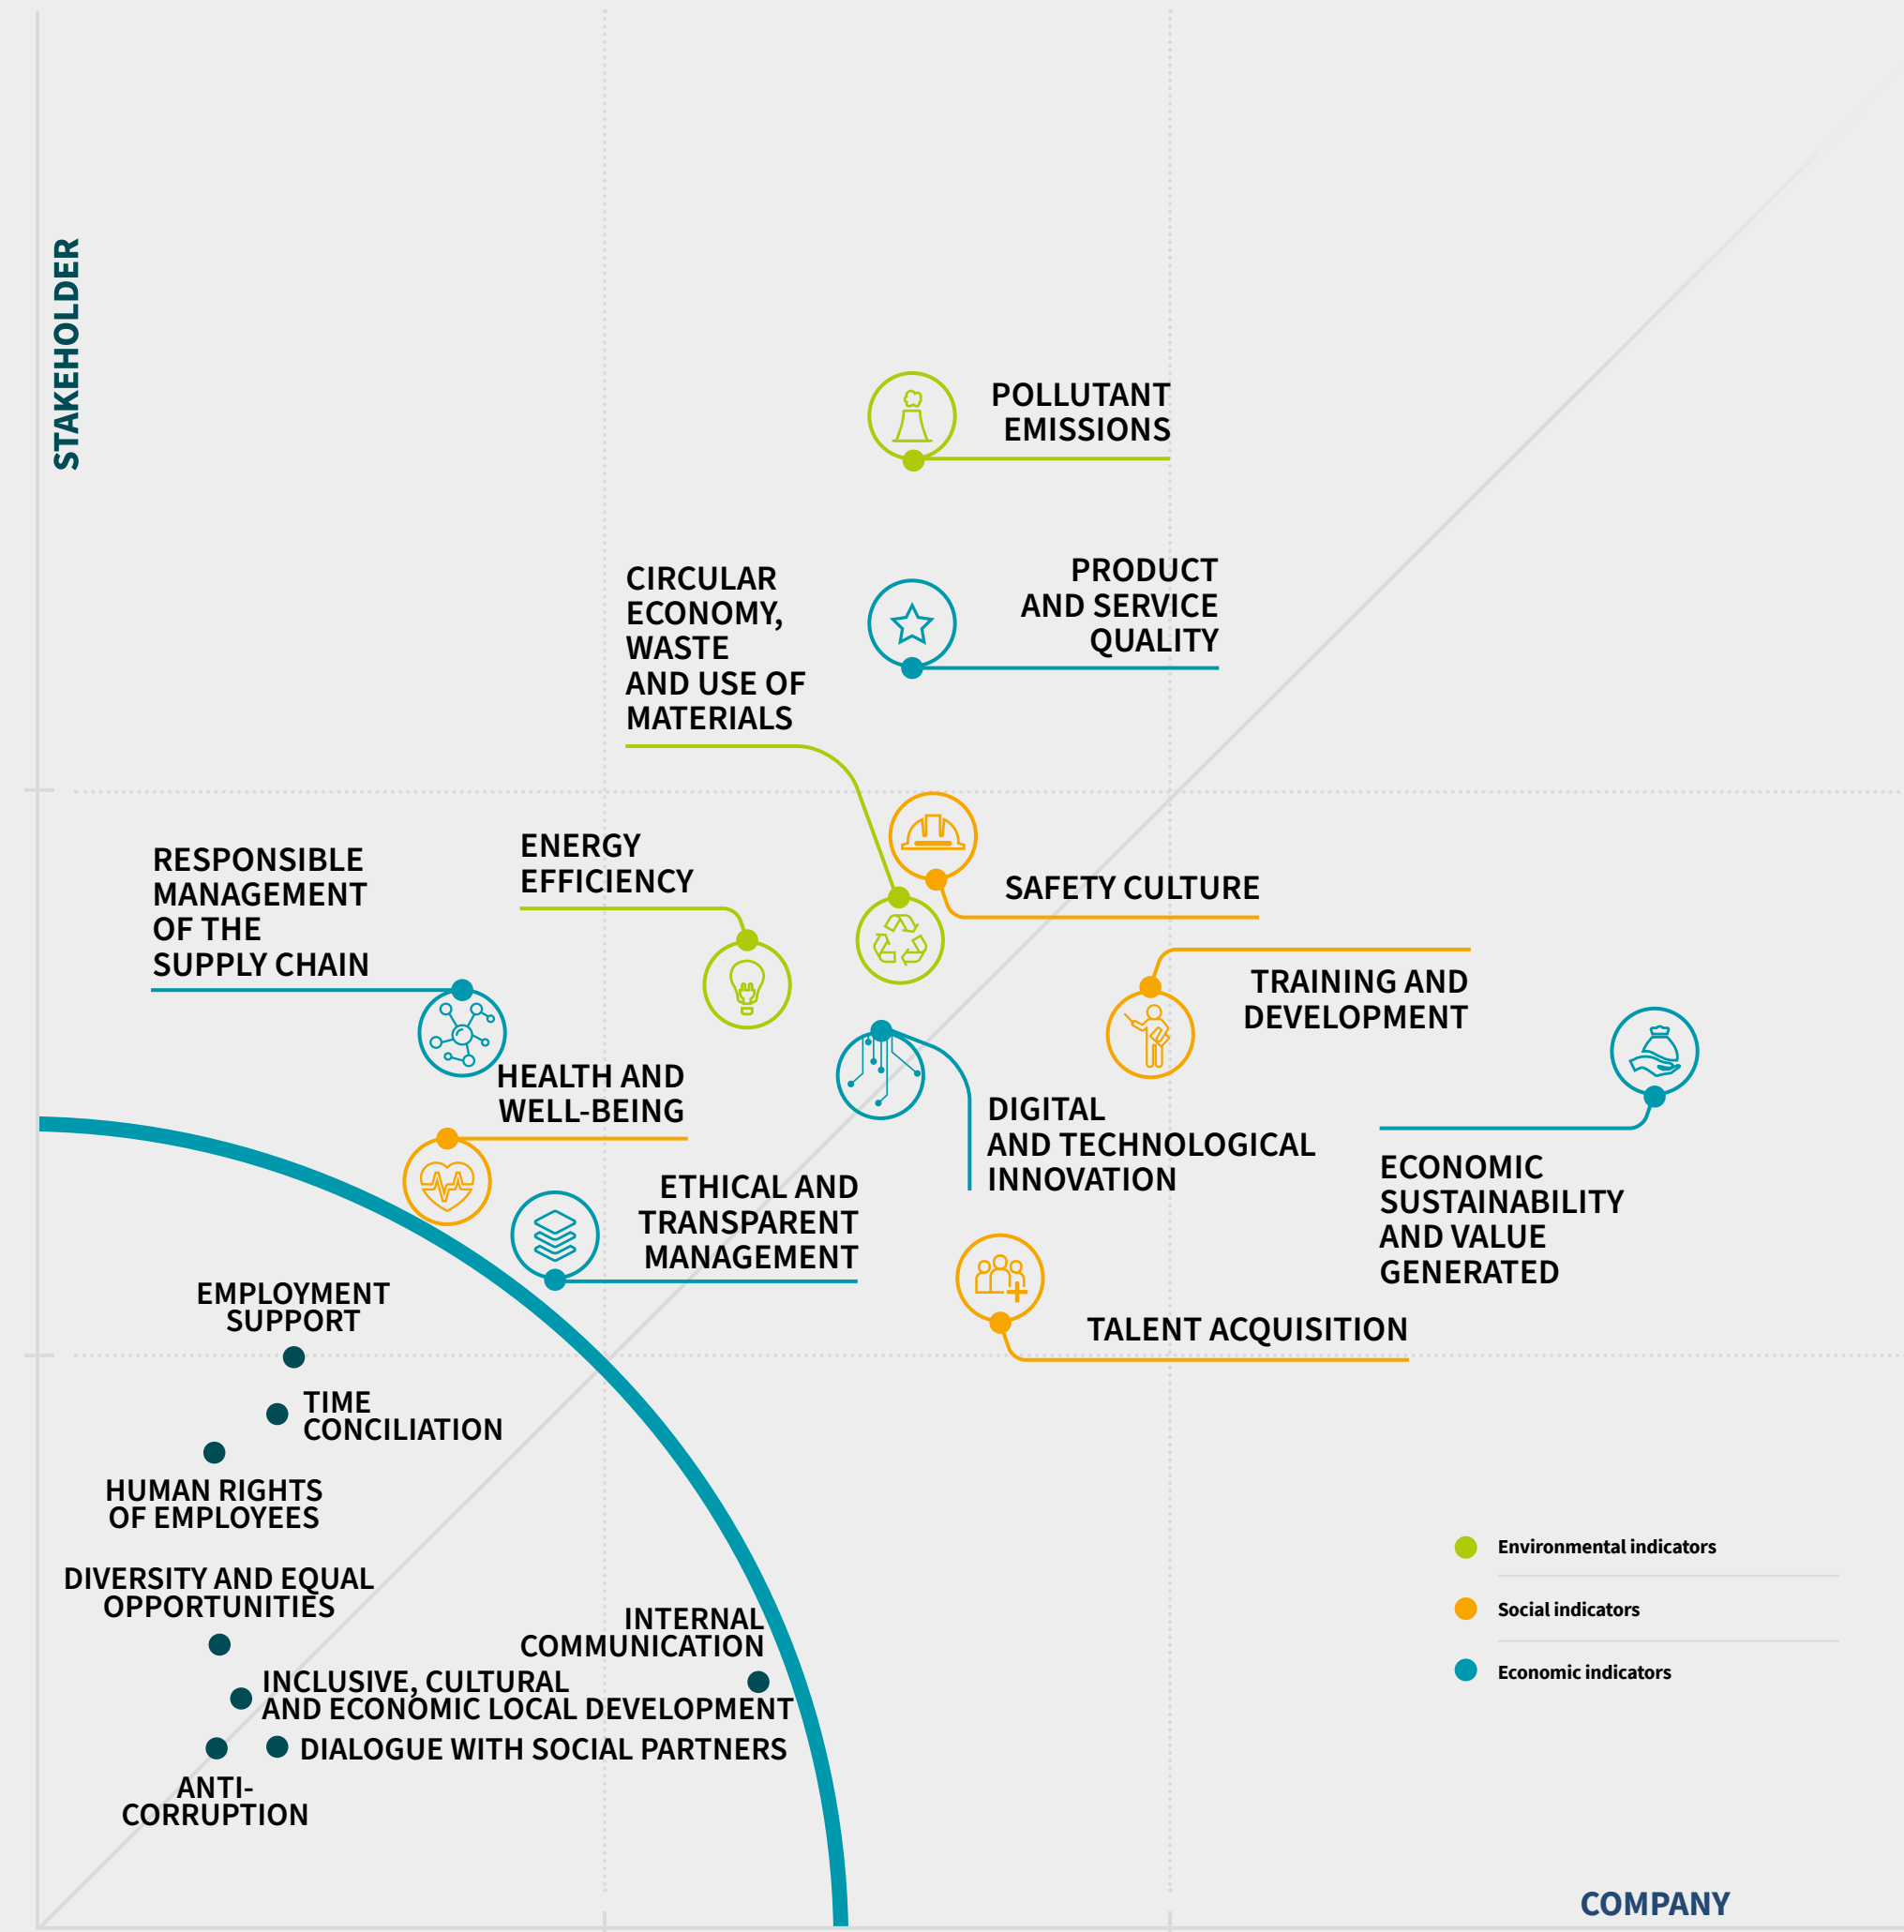 STAKEHOLDER
POLLUTANT
EMISSIONS
PRODUCT
AND SERVICE
QUALITY
CIRCULAR
ECONOMY,
WASTE
AND USE OF
MATERIALS
ENERGY
EFFICIENCY
RESPONSIBLE
MANAGEMENT
OF THE
SUPPLY CHAIN
SAFETY CULTURE
TRAINING AND
DEVELOPMENT
HEALTH AND
WELL-BEING
DIGITAL
AND TECHNOLOGICAL
INNOVATION
ECONOMIC
SUSTAINABILITY
AND VALUE
GENERATED
ETHICAL AND
TRANSPARENT
MANAGEMENT
TALENT ACQUISITION
EMPLOYMENT
SUPPORT
TIME
CONCILIATION
HUMAN RIGHTS
OF EMPLOYEES
DIVERSITY AND EQUAL
OPPORTUNITIES
INTERNAL
COMMUNICATION
INCLUSIVE, CULTURAL
AND ECONOMIC LOCAL DEVELOPMENT
DIALOGUE WITH SOCIAL PARTNERS
ANTI-
CORRUPTION
Environmental indicators
Social indicators
Economic indicators
COMPANY